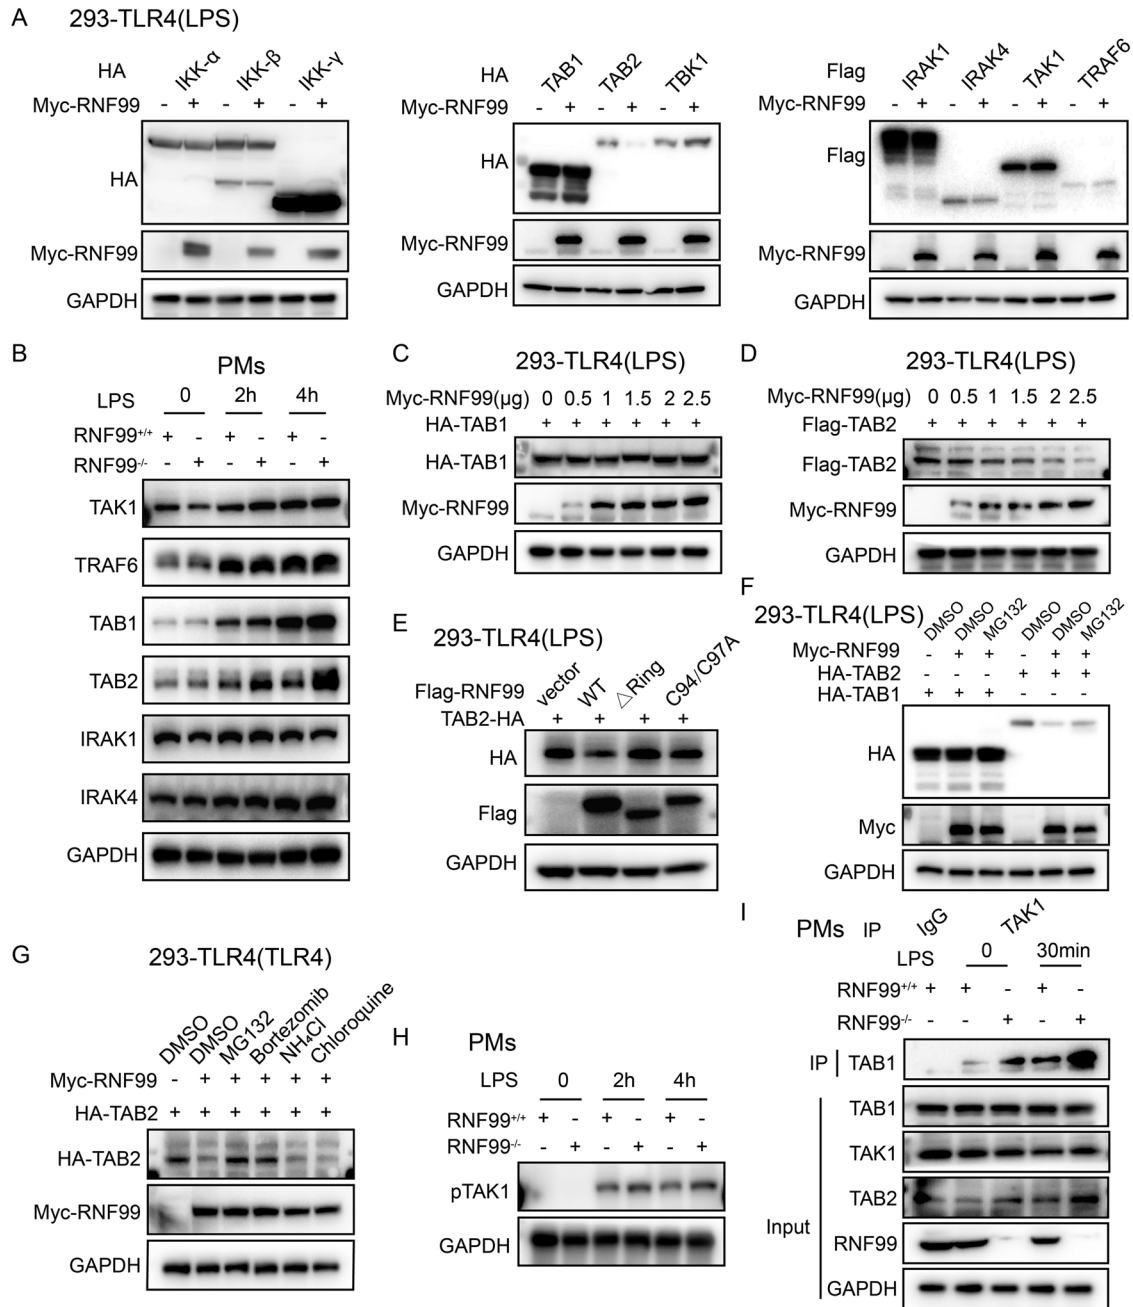 A 293-TLR4(LPS)
HA IKK-α IKK-β IKK-γ
Myc-RNF99 - + - + - +
HA
Myc-RNF99
GAPDH
HA TAB1 TAB2 TBK1
Myc-RNF99 - + - + - +
HA
Myc-RNF99
GAPDH
Flag IRAK1 IRAK4 TAK1 TRAF6
Myc-RNF99 - + - + - + - +
Flag
Myc-RNF99
GAPDH
B PMs
LPS 0 2h 4h
RNF99+/+ + - + - + -
RNF99-/- - + - + - +
TAK1
TRAF6
TAB1
TAB2
IRAK1
IRAK4
GAPDH
C 293-TLR4(LPS)
Myc-RNF99(μg) 0 0.5 1 1.5 2 2.5
HA-TAB1 + + + + + +
HA-TAB1
Myc-RNF99
GAPDH
D 293-TLR4(LPS)
Myc-RNF99(μg) 0 0.5 1 1.5 2 2.5
Flag-TAB2 + + + + + +
Flag-TAB2
Myc-RNF99
GAPDH
E 293-TLR4(LPS)
Flag-RNF99 vector WT △Ring C94/C97A
TAB2-HA + + + +
HA
Flag
GAPDH
F
293-TLR4(LPS) DMSO DMSO MG132 DMSO DMSO MG132
Myc-RNF99 - + + - + +
HA-TAB2 - - - + + +
HA-TAB1 + + + - - -
HA
Myc
GAPDH
G 293-TLR4(TLR4)
DMSO DMSO MG132 Bortezomib NH₄Cl Chloroquine
Myc-RNF99 - + + + + +
HA-TAB2 + + + + + +
HA-TAB2
Myc-RNF99
GAPDH
H PMs
LPS 0 2h 4h
RNF99+/+ + - + - + -
RNF99-/- - + - + - +
pTAK1
GAPDH
I PMs IP IgG TAK1
LPS 0 30min
RNF99+/+ + + - + -
RNF99-/- - - + - +
IP TAB1
Input
TAB1
TAK1
TAB2
RNF99
GAPDH